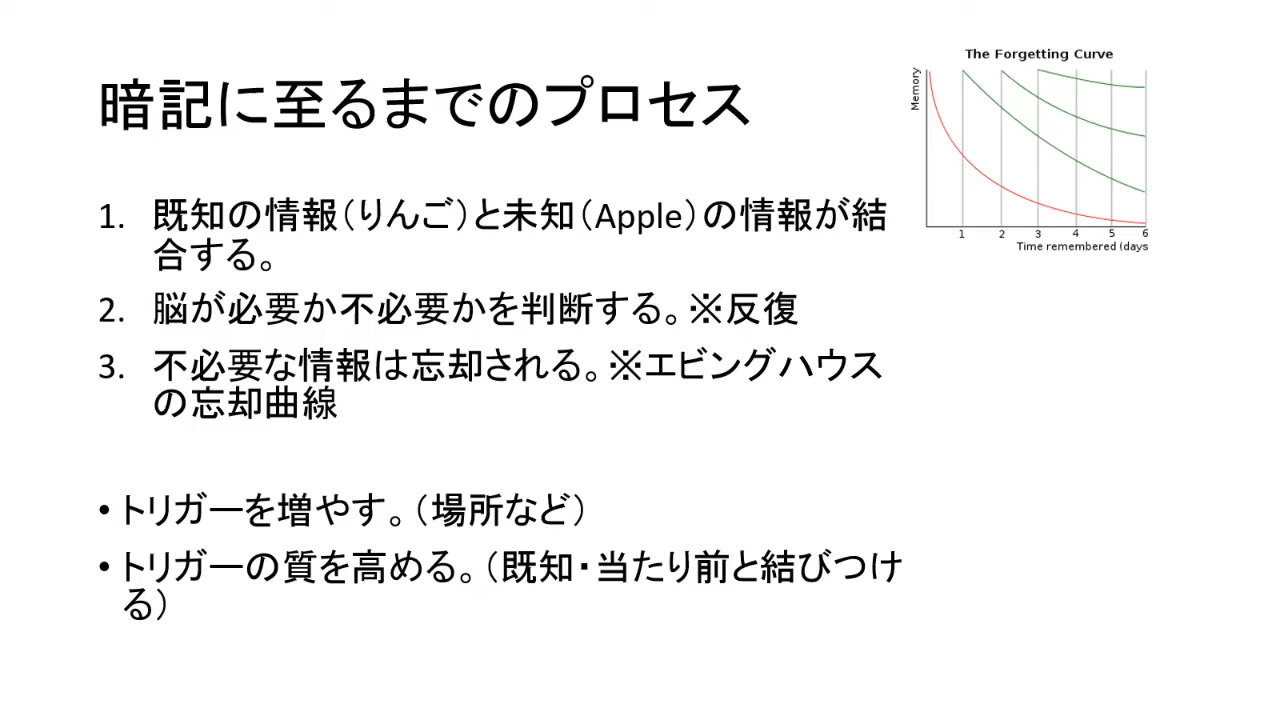 暗記に至るまでのプロセス
The Forgetting Curve
Memory
1 2 3 4 5 6
Time remembered (days
1. 既知の情報(りんご)と未知(Apple)の情報が結
合する。
2. 脳が必要か不必要かを判断する。※反復
3. 不必要な情報は忘却される。※エビングハウス
の忘却曲線
• トリガーを増やす。(場所など)
• トリガーの質を高める。(既知・当たり前と結びつけ
る)